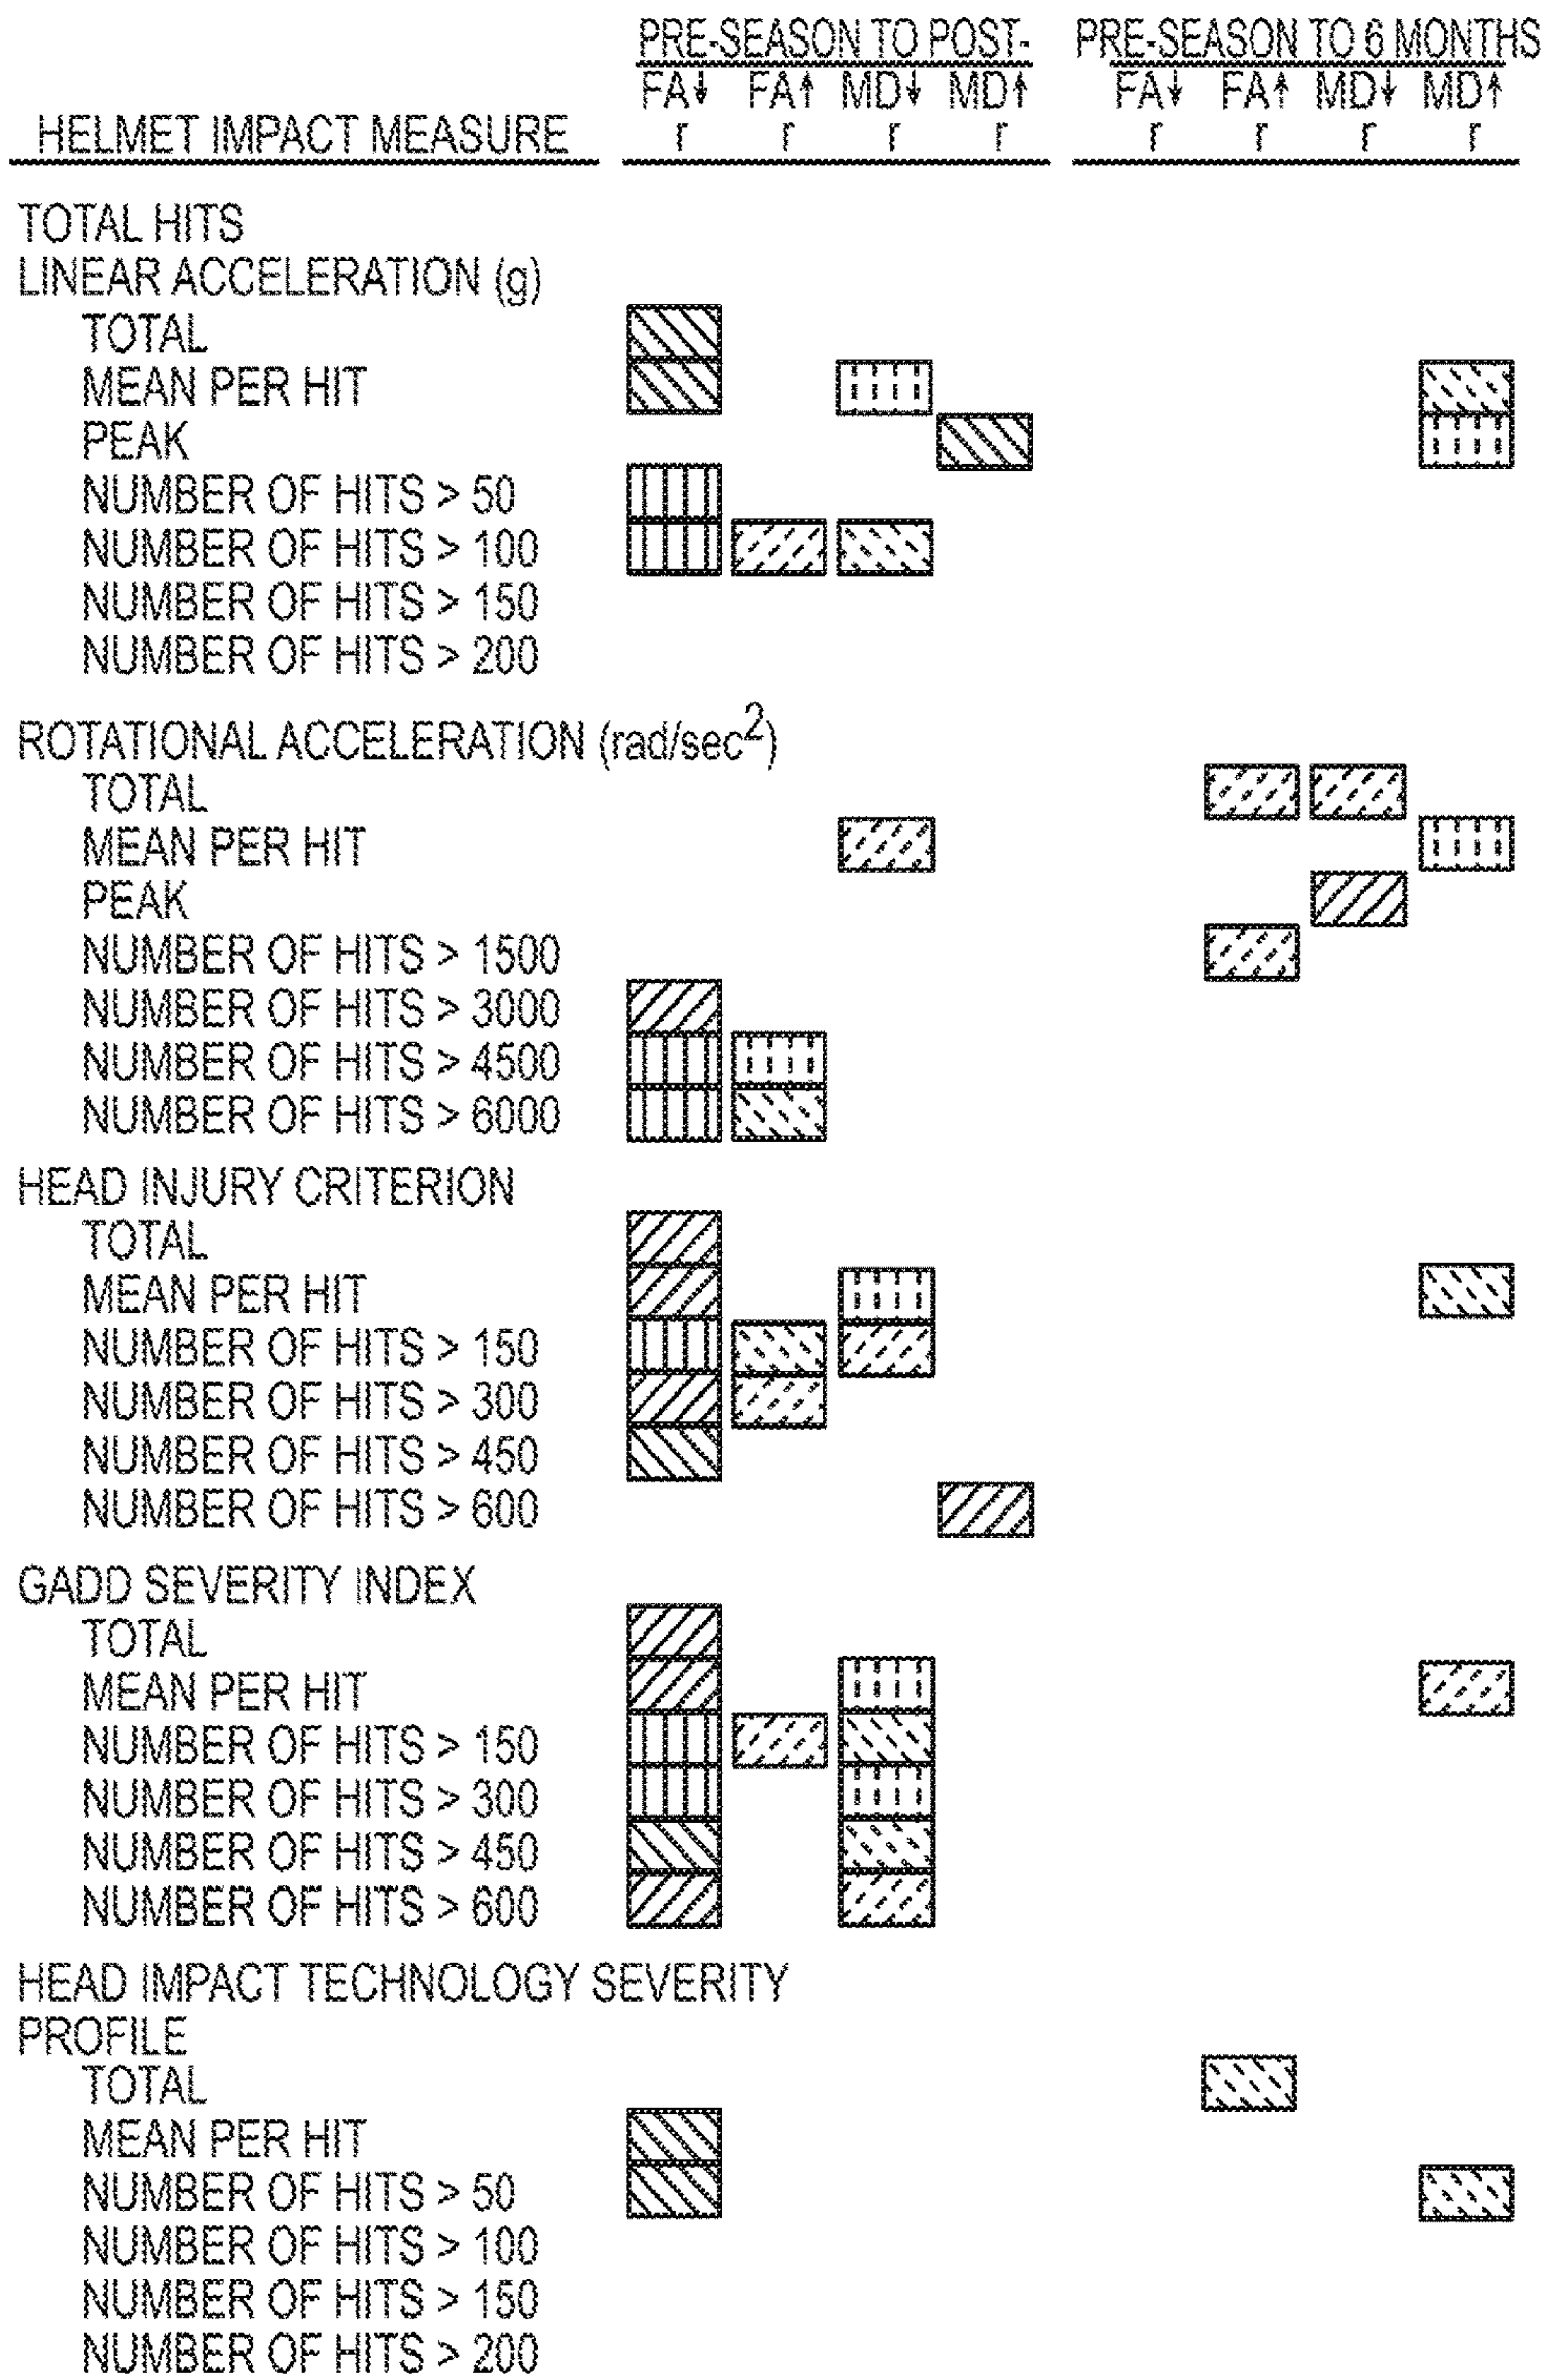 PRE-SEASON TO POST- PRE-SEASON TO 6 MONTHS
FA↓ FA↑ MD↓ MD↑ FA↓ FA↑ MD↓ MD↑
HELMET IMPACT MEASURE r r r r r r r r
TOTAL HITS
LINEAR ACCELERATION (g)
TOTAL
MEAN PER HIT
PEAK
NUMBER OF HITS > 50
NUMBER OF HITS > 100
NUMBER OF HITS > 150
NUMBER OF HITS > 200
ROTATIONAL ACCELERATION (rad/sec²)
TOTAL
MEAN PER HIT
PEAK
NUMBER OF HITS > 1500
NUMBER OF HITS > 3000
NUMBER OF HITS > 4500
NUMBER OF HITS > 6000
HEAD INJURY CRITERION
TOTAL
MEAN PER HIT
NUMBER OF HITS > 150
NUMBER OF HITS > 300
NUMBER OF HITS > 450
NUMBER OF HITS > 600
GADD SEVERITY INDEX
TOTAL
MEAN PER HIT
NUMBER OF HITS > 150
NUMBER OF HITS > 300
NUMBER OF HITS > 450
NUMBER OF HITS > 600
HEAD IMPACT TECHNOLOGY SEVERITY
PROFILE
TOTAL
MEAN PER HIT
NUMBER OF HITS > 50
NUMBER OF HITS > 100
NUMBER OF HITS > 150
NUMBER OF HITS > 200